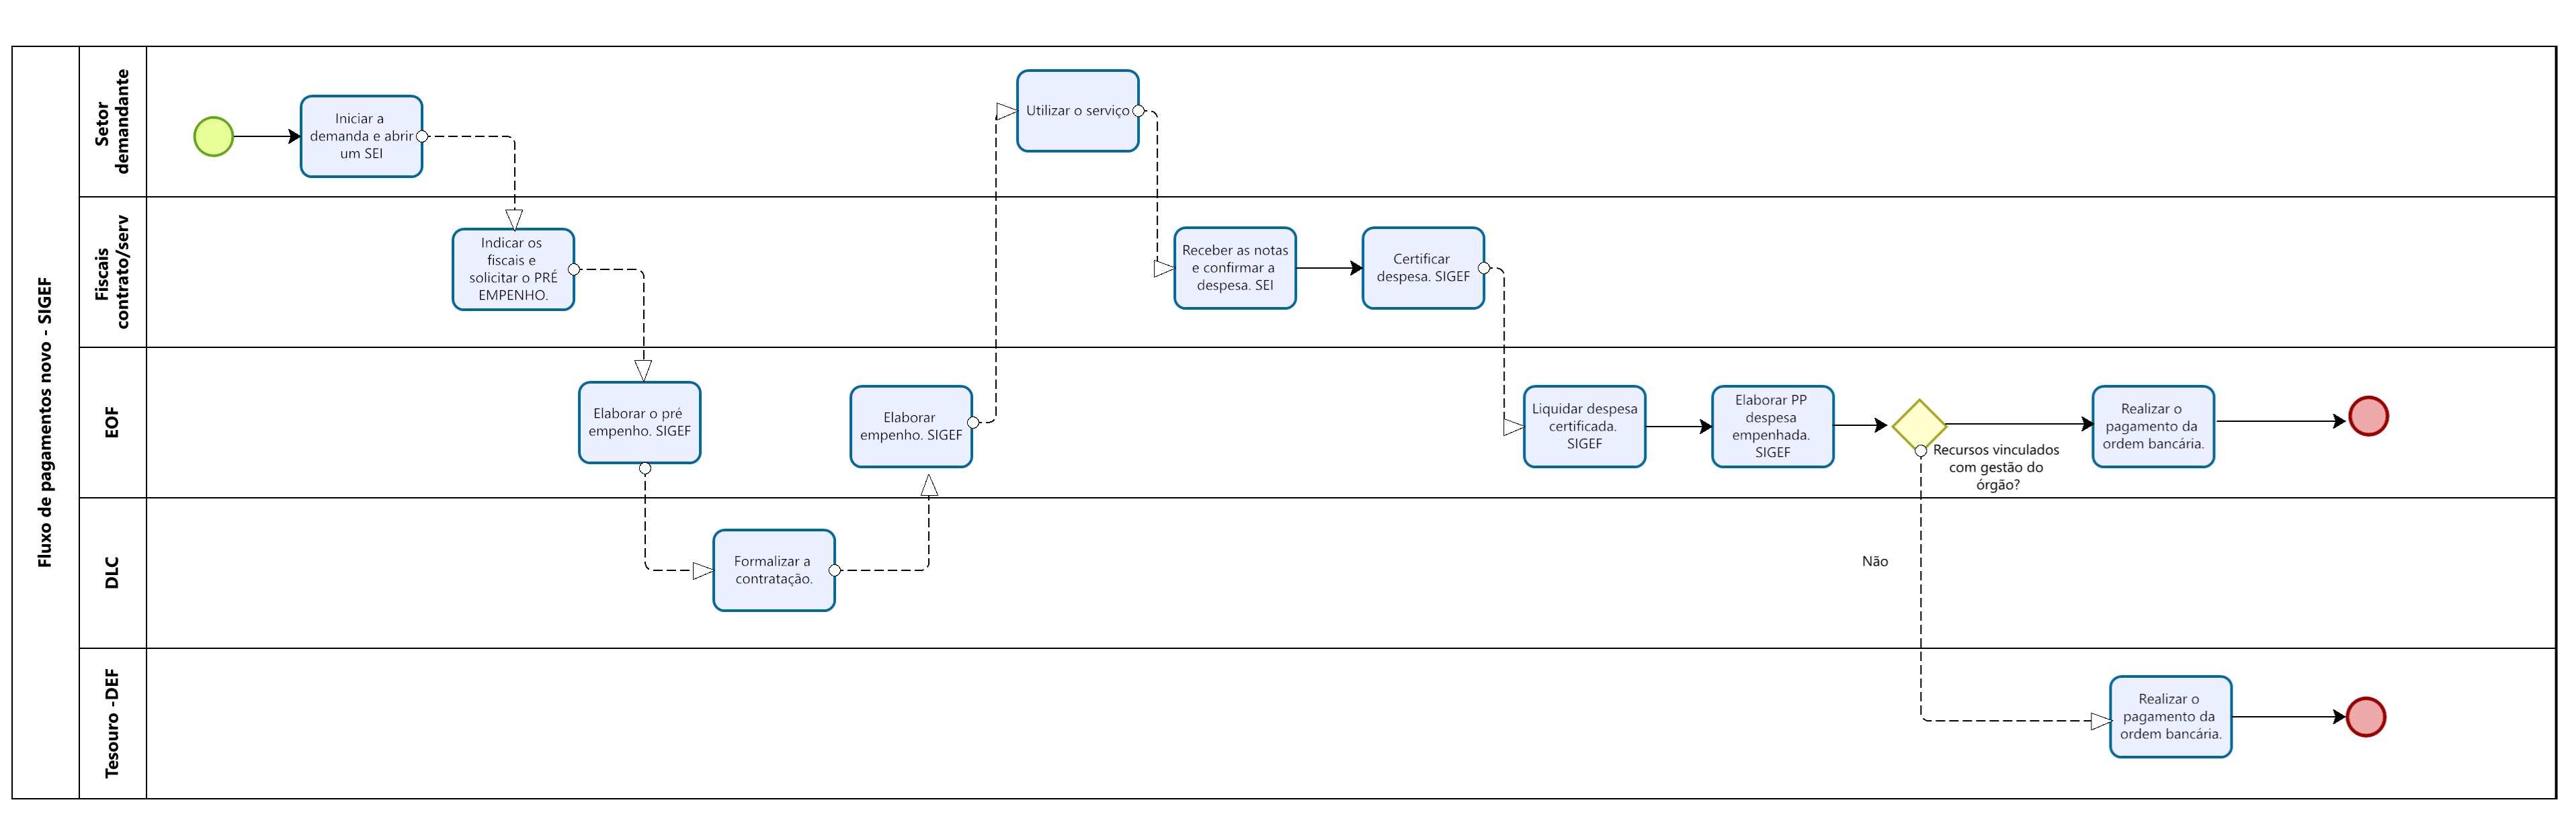 Fluxo de pagamentos novo - SIGEF
Setor
demandante
Iniciar a
demanda e abrir
um SEI
Utilizar o serviço
Fiscais
contrato/serv
Indicar os
fiscais e
solicitar o PRÉ
EMPENHO.
Receber as notas
e confirmar a
despesa. SEI
Certificar
despesa. SIGEF
EOF
Elaborar o pré
empenho. SIGEF
Elaborar
empenho. SIGEF
Liquidar despesa
certificada.
SIGEF
Elaborar PP
despesa
empenhada.
SIGEF
Recursos vinculados
com gestão do
órgão?
Realizar o
pagamento da
ordem bancária.
DLC
Formalizar a
contratação.
Não
Tesouro -DEF
Realizar o
pagamento da
ordem bancária.